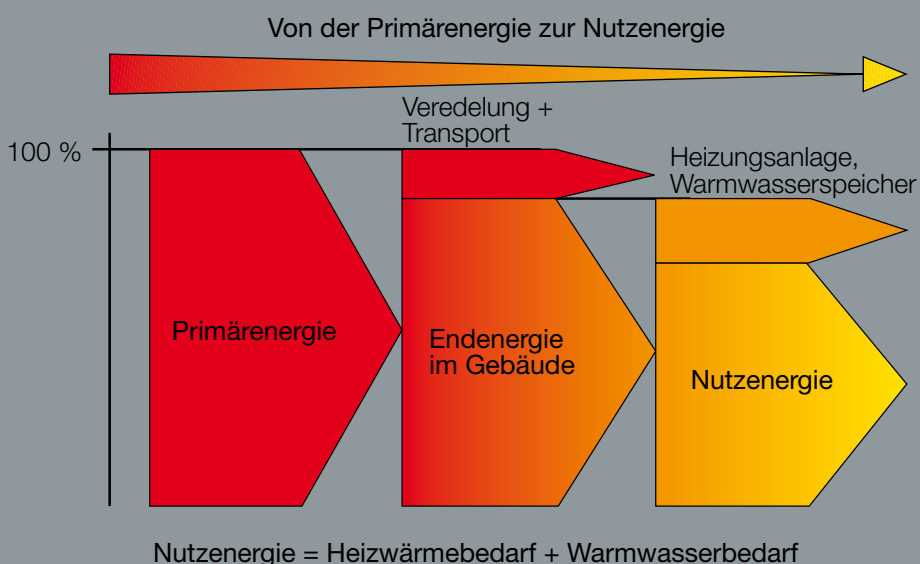 Von der Primärenergie zur Nutzenergie
Veredelung +
Transport
100 %
Heizungsanlage,
Warmwasserspeicher
Primärenergie
Endenergie
im Gebäude
Nutzenergie
Nutzenergie = Heizwärmebedarf + Warmwasserbedarf